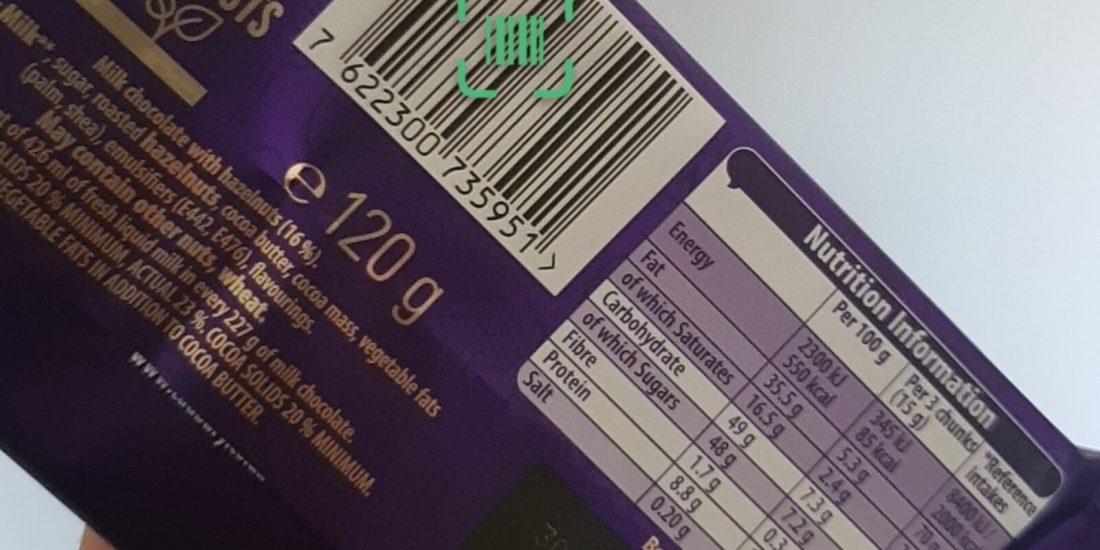 Milk chocolate with hazelnuts (16 %).
Milk**, sugar, roasted hazelnuts, cocoa butter, cocoa mass, vegetable fats
(palm, shea), emulsifiers (E442, E476), flavourings.
May contain other nuts, wheat.
of 426 ml of fresh liquid milk in every 227 g of milk chocolate.
SOLIDS 20 % MINIMUM, ACTUAL 23 %, COCOA SOLIDS 20 % MINIMUM.
VEGETABLE FATS IN ADDITION TO COCOA BUTTER.
e 120 g
7 622300 735951 >
Nutrition Information
Per 100 g Per 3 chunks (15 g) *Reference Intakes
Energy 2300 kJ 345 kJ 8400 kJ/
550 kcal 85 kcal 2000 kcal
Fat 35.5 g 5.3 g 70
of which Saturates 16.5 g 2.4 g
Carbohydrate 49 g 7.3 g
of which Sugars 48 g 7.2 g
Fibre 1.7 g 0.3
Protein 8.8 g
Salt 0.20 g